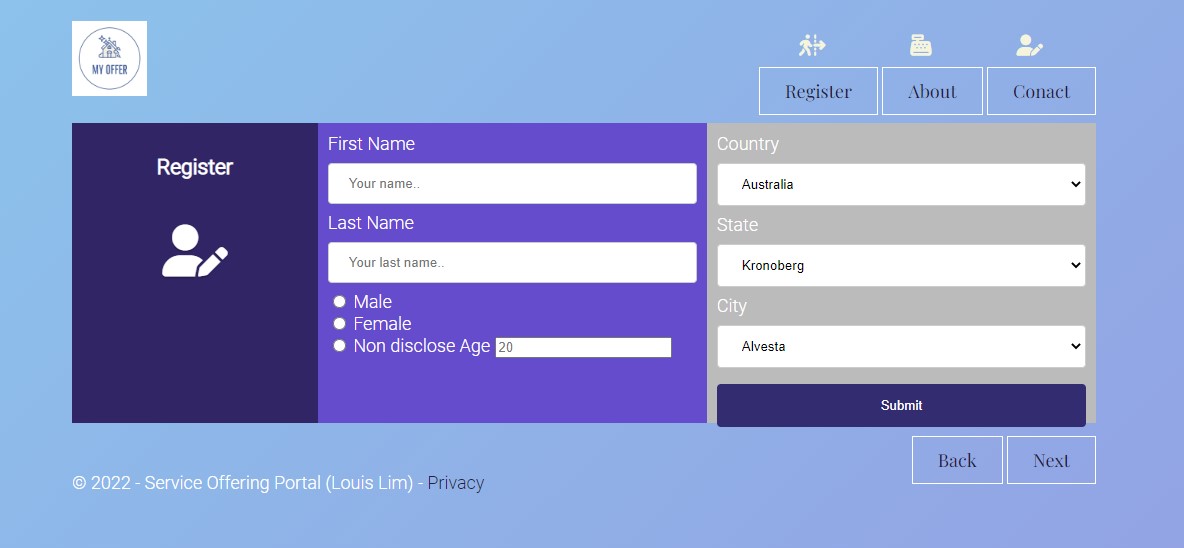 MY OFFER
Register
About
Conact
Register
First Name
Your name..
Last Name
Your last name..
Male
Female
Non disclose Age 20
Country
Australia
State
Kronoberg
City
Alvesta
Submit
Back
Next
© 2022 - Service Offering Portal (Louis Lim) - Privacy